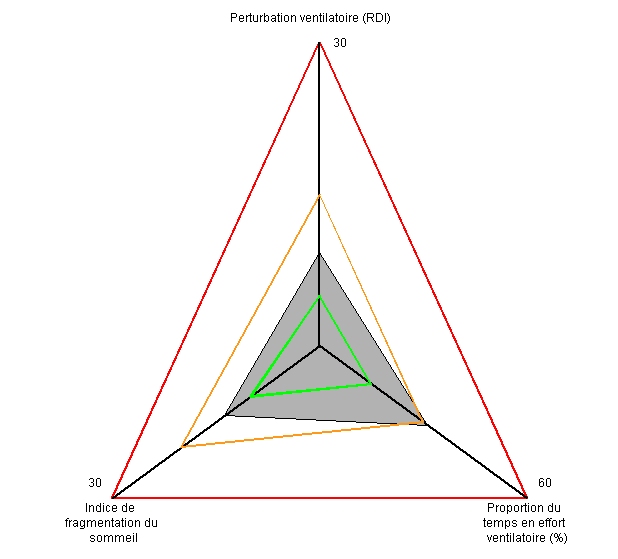 Perturbation ventilatoire (RDI)
30
30
60
Indice de
fragmentation du
sommeil
Proportion du
temps en effort
ventilatoire (%)